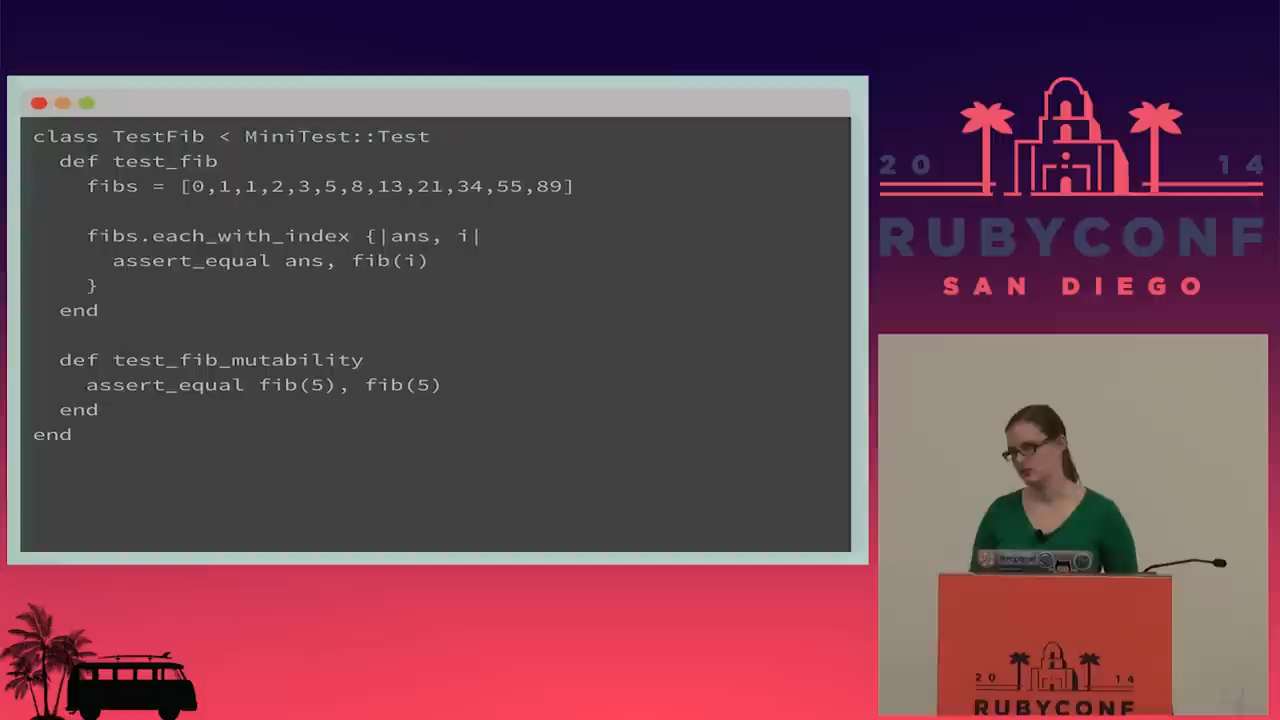 class TestFib < MiniTest::Test
def test_fib
fibs = [0,1,1,2,3,5,8,13,21,34,55,89]
fibs.each_with_index {|ans, i|
assert_equal ans, fib(i)
}
end
def test_fib_mutability
assert_equal fib(5), fib(5)
end
end
20 14
RUBYCONF
SAN DIEGO
20 14
RUBYCONF